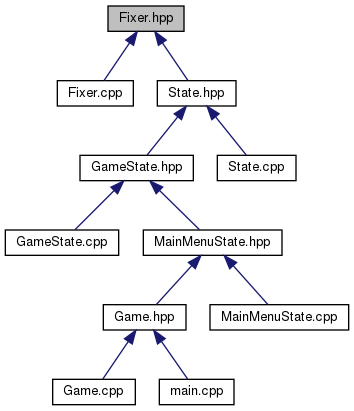 Fixer.hpp
Fixer.cpp
State.hpp
GameState.hpp
State.cpp
GameState.cpp
MainMenuState.hpp
Game.hpp
MainMenuState.cpp
Game.cpp
main.cpp